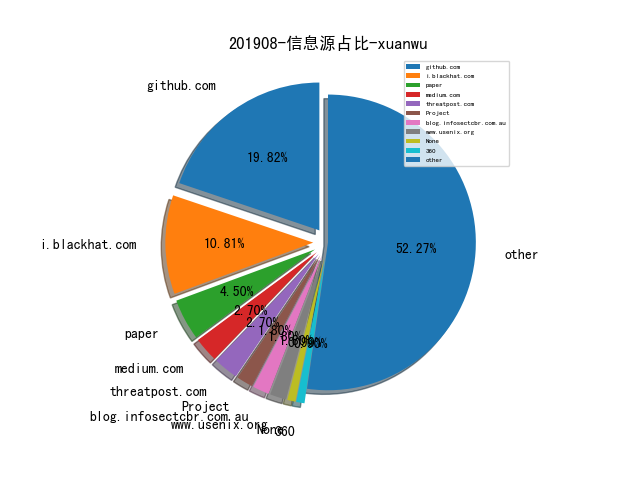 201908-信息源占比-xuanwu
github.com
i.blackhat.com
paper
medium.com
threatpost.com
Project
blog.infosectcbr.com.au
www.usenix.org
None
360
other
github.com
19.82%
i.blackhat.com
10.81%
52.27%
other
4.50%
paper
2.70%
medium.com
2.70%
threatpost.com
1.80%
Project
1.80%
blog.infosectcbr.com.au
www.usenix.org
0.90%
None
360